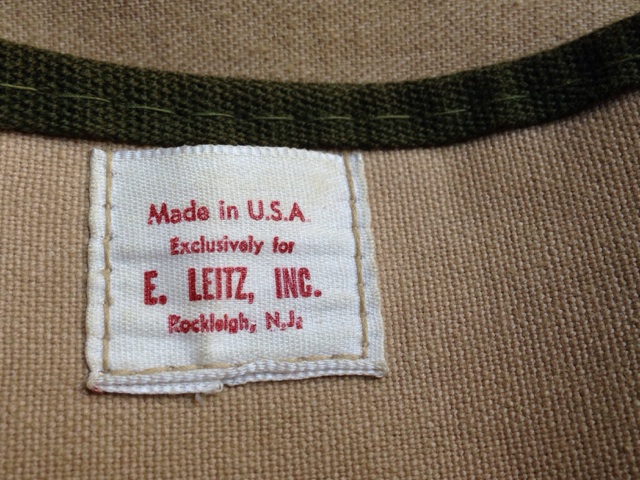 Made in U.S.A.
Exclusively for
E. LEITZ, INC.
Rockleigh, N.J.